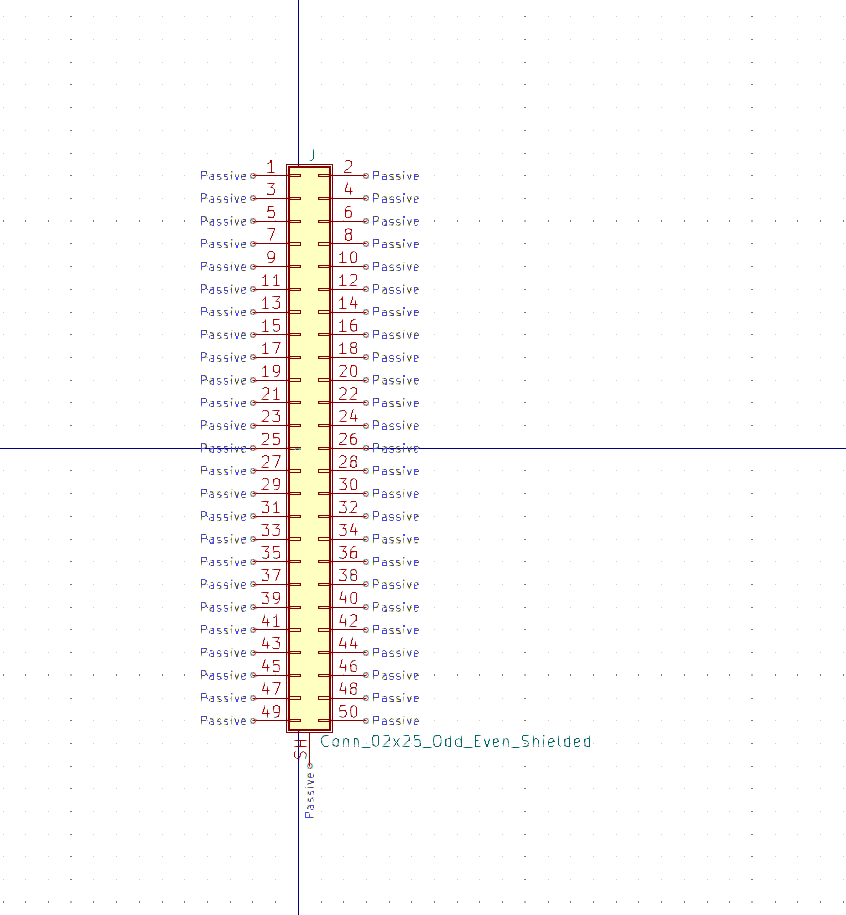 J
Passive 1 2 Passive
Passive 3 4 Passive
Passive 5 6 Passive
Passive 7 8 Passive
Passive 9 10 Passive
Passive 11 12 Passive
Passive 13 14 Passive
Passive 15 16 Passive
Passive 17 18 Passive
Passive 19 20 Passive
Passive 21 22 Passive
Passive 23 24 Passive
Passive 25 26 Passive
Passive 27 28 Passive
Passive 29 30 Passive
Passive 31 32 Passive
Passive 33 34 Passive
Passive 35 36 Passive
Passive 37 38 Passive
Passive 39 40 Passive
Passive 41 42 Passive
Passive 43 44 Passive
Passive 45 46 Passive
Passive 47 48 Passive
Passive 49 50 Passive
SH Conn_02x25_Odd_Even_Shielded
Passive